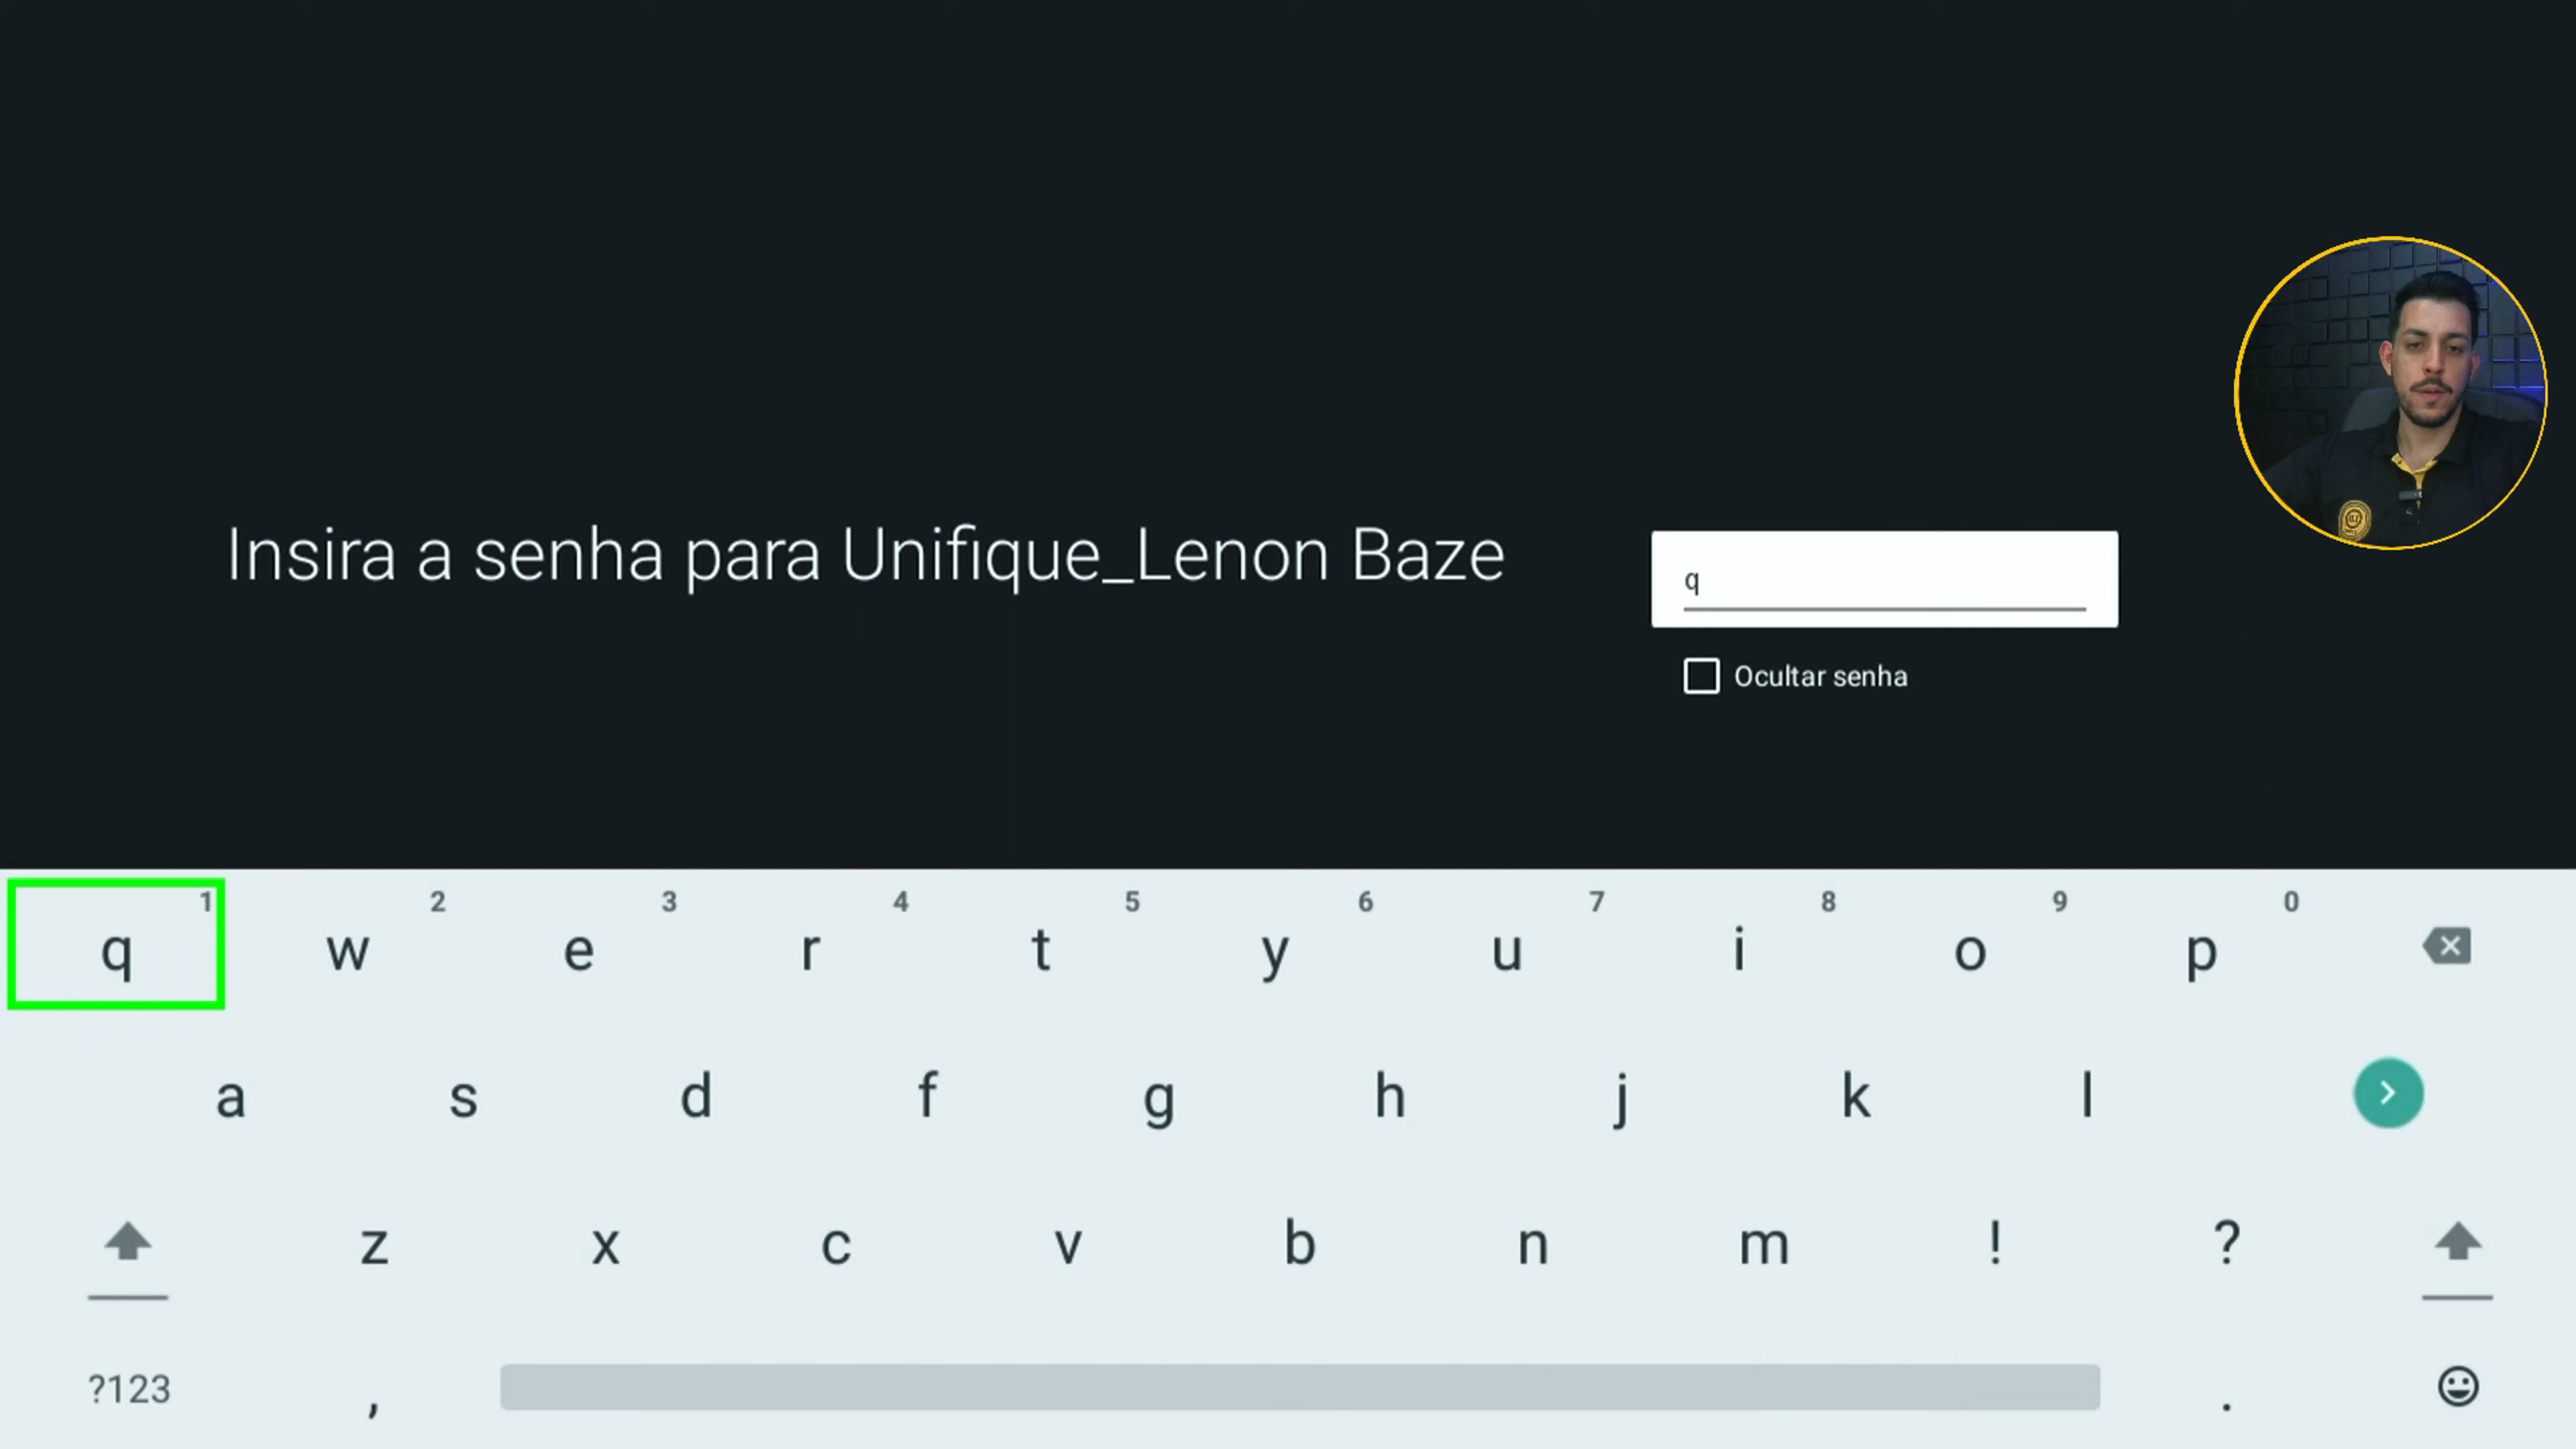 Insira a senha para Unifique_Lenon Baze
q
Ocultar senha
1 2 3 4 5 6 7 8 9 0
q w e r t y u i o p
a s d f g h j k l
z x c v b n m ! ?
?123 , .